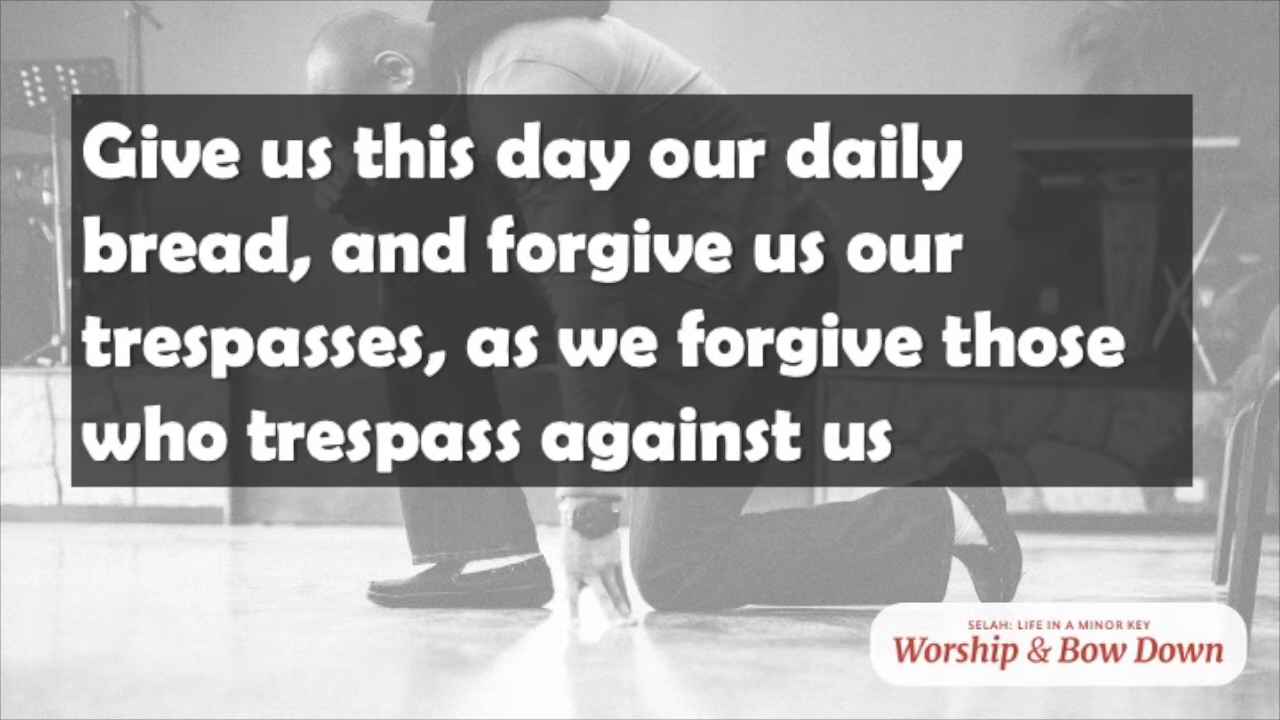 Give us this day our daily
bread, and forgive us our
trespasses, as we forgive those
who trespass against us
SELAH: LIFE IN A MINOR KEY
Worship & Bow Down